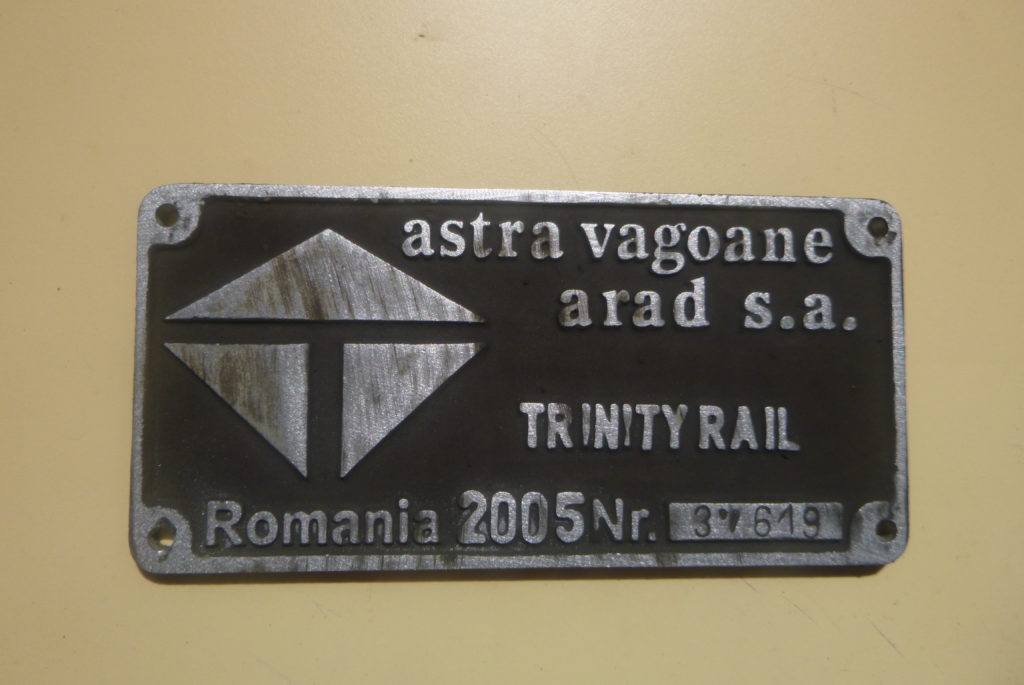 astra vagoane
arad s.a.
TRINITY RAIL
Romania 2005 Nr. 37619